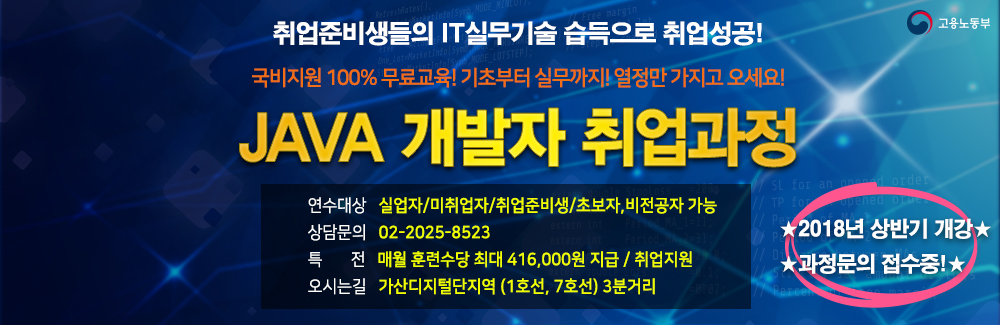 고용노동부
취업준비생들의 IT실무기술 습득으로 취업성공!
국비지원 100% 무료교육! 기초부터 실무까지! 열정만 가지고 오세요!
JAVA 개발자 취업과정
연수대상 실업자/미취업자/취업준비생/초보자,비전공자 가능
상담문의 02-2025-8523
특 전 매월 훈련수당 최대 416,000원 지급 / 취업지원
오시는길 가산디지털단지역 (1호선, 7호선) 3분거리
★2018년 상반기 개강★
★과정문의 접수중!★